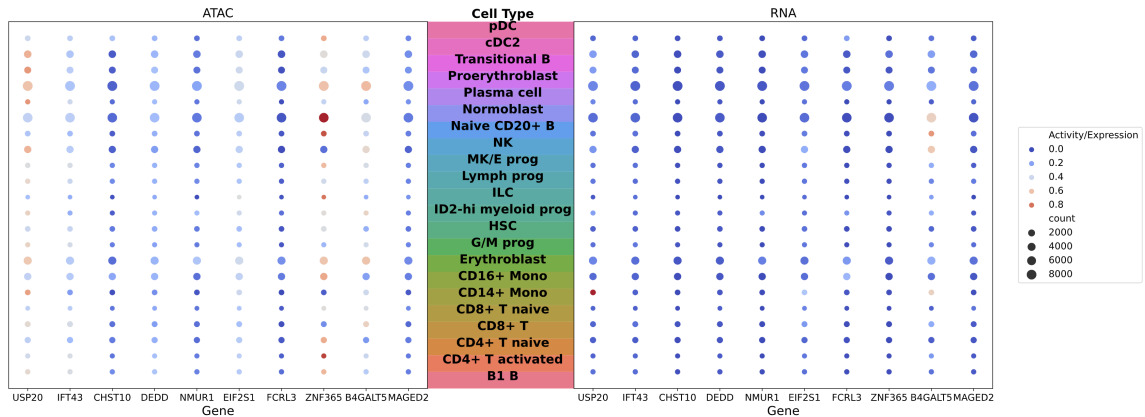 ATAC
Cell Type
RNA
pDC
cDC2
Transitional B
Proerythroblast
Plasma cell
Normoblast
Naive CD20+ B
NK
MK/E prog
Lymph prog
ILC
ID2-hi myeloid prog
HSC
G/M prog
Erythroblast
CD16+ Mono
CD14+ Mono
CD8+ T naive
CD8+ T
CD4+ T naive
CD4+ T activated
B1 B
Activity/Expression
0.0
0.2
0.4
0.6
0.8
count
2000
4000
6000
8000
USP20 IFT43 CHST10 DEDD NMUR1 EIF2S1 FCRL3 ZNF365 B4GALT5 MAGED2
Gene
USP20 IFT43 CHST10 DEDD NMUR1 EIF2S1 FCRL3 ZNF365 B4GALT5 MAGED2
Gene